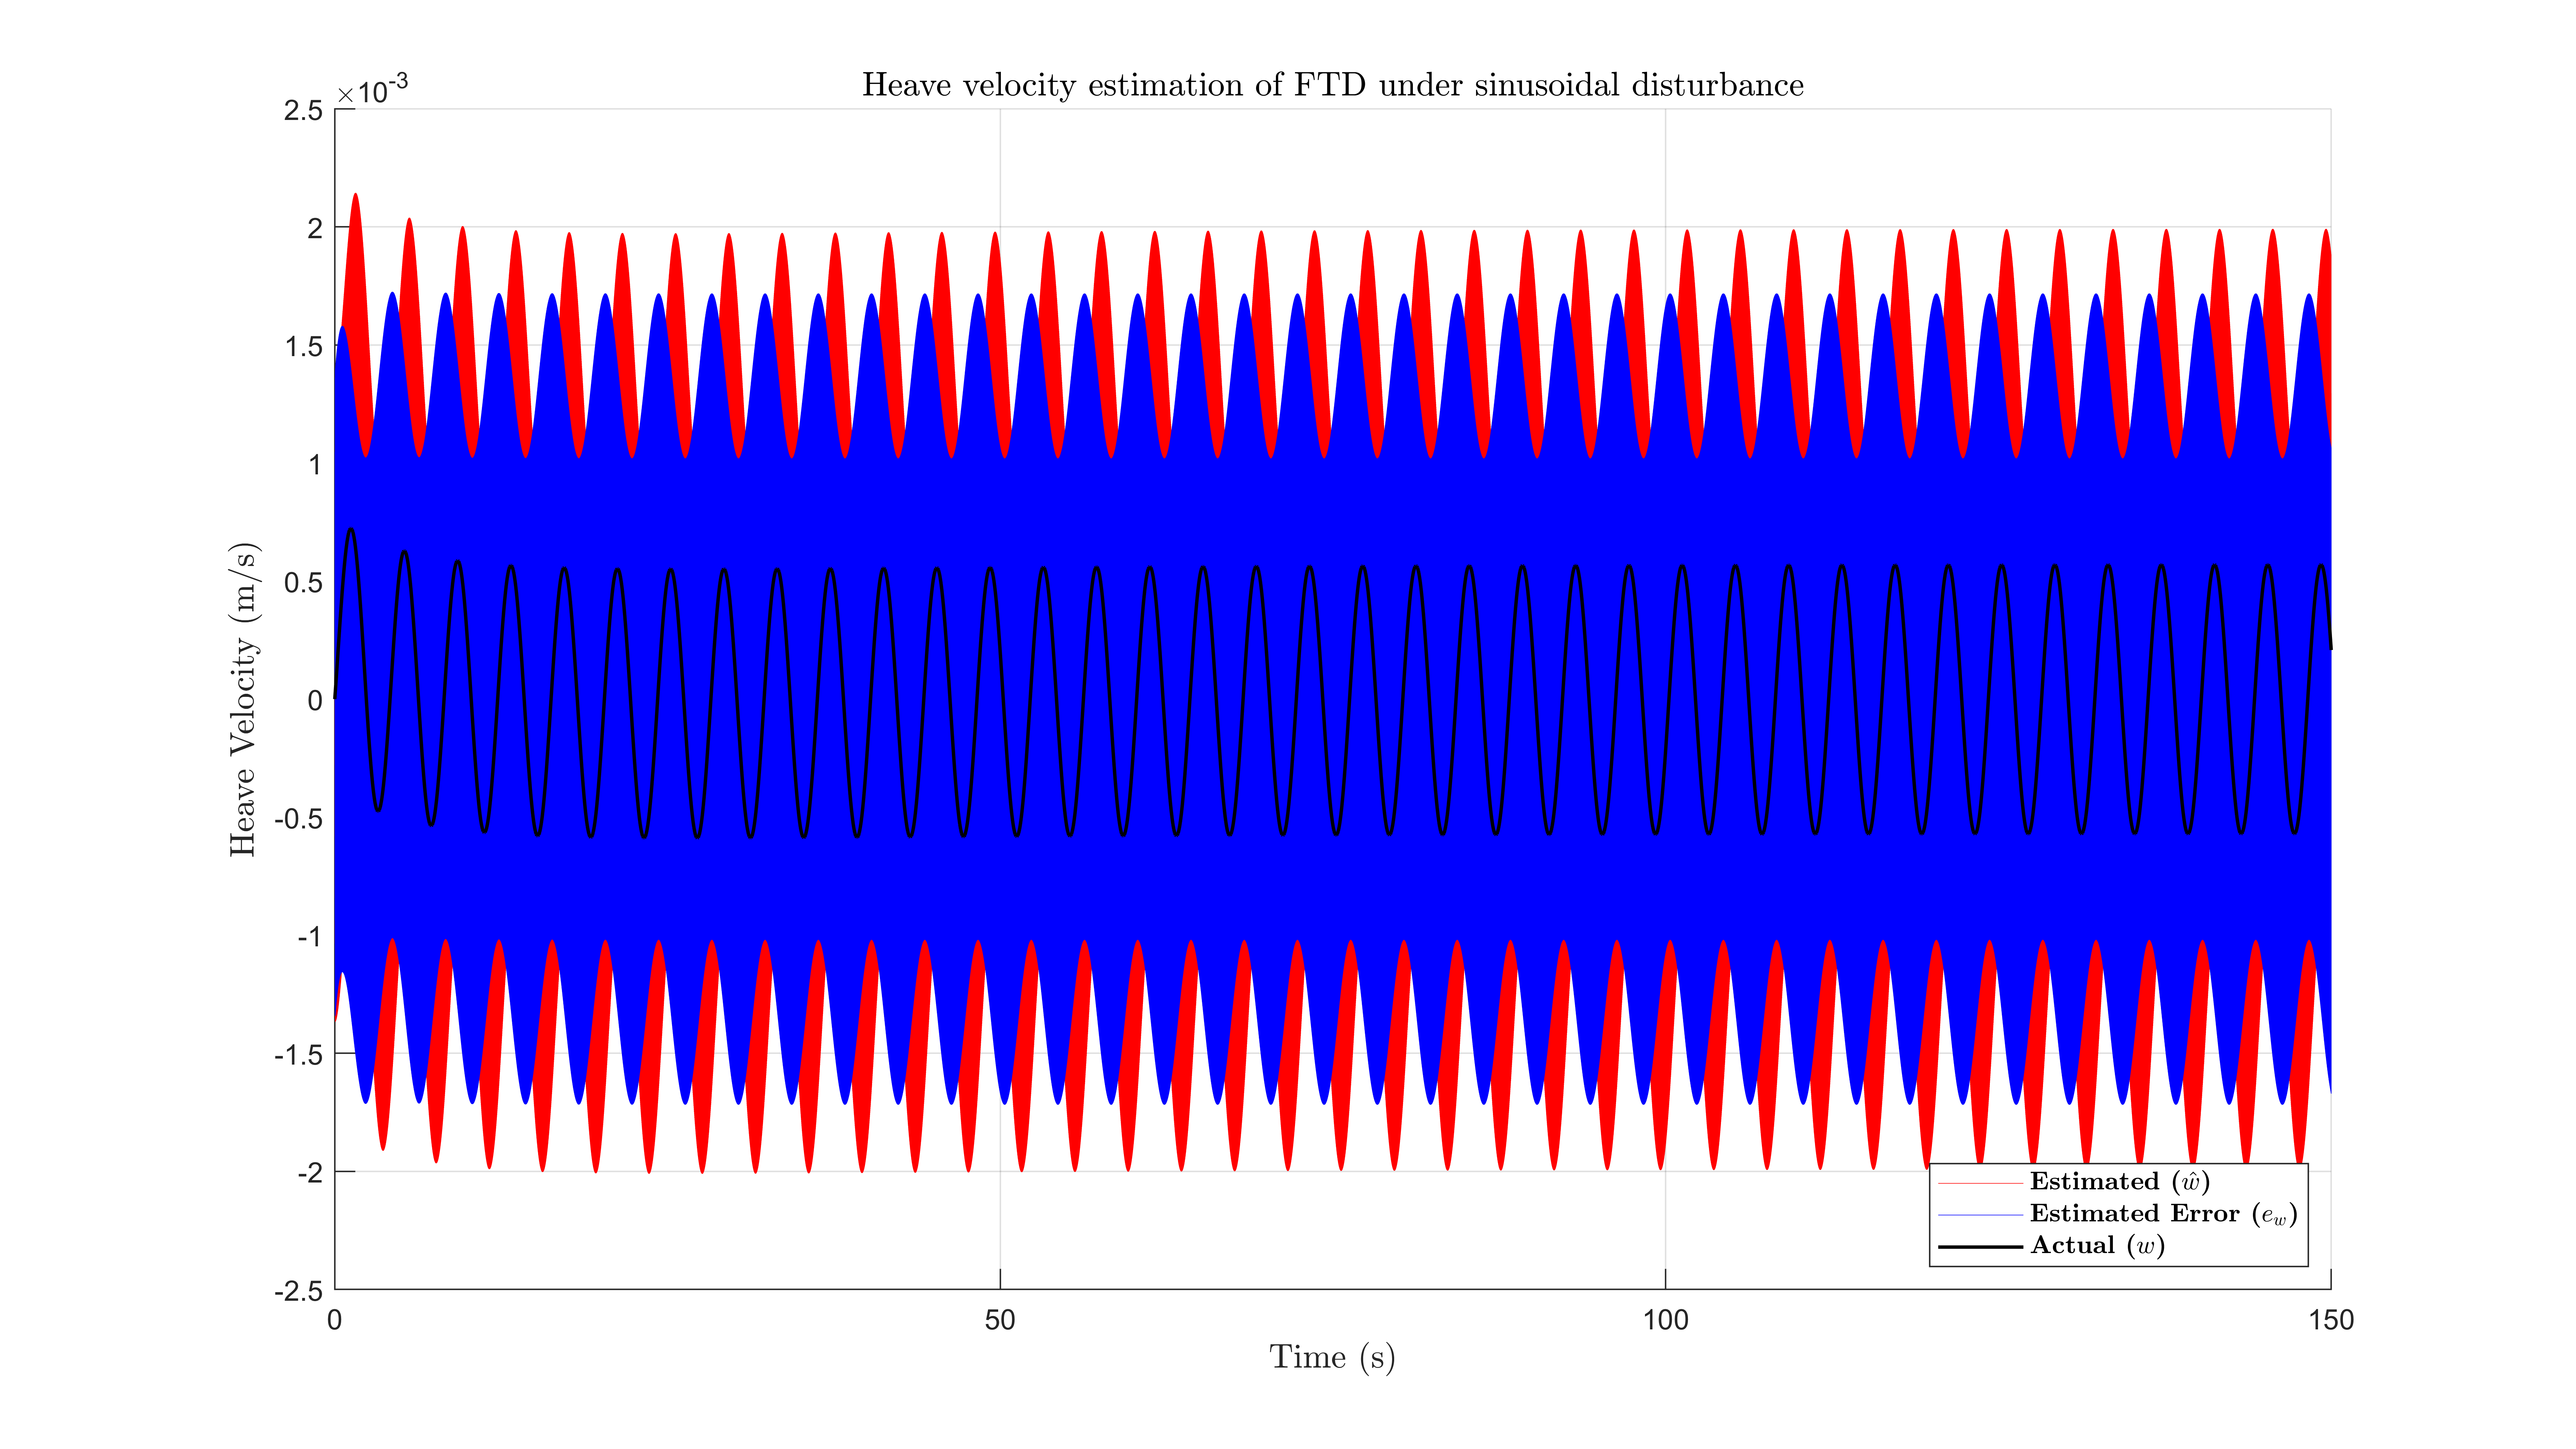 Heave velocity estimation of FTD under sinusoidal disturbance
×10⁻³
2.5
2
1.5
1
0.5
0
-0.5
-1
-1.5
-2
-2.5
Heave Velocity (m/s)
0 50 100 150
Time (s)
Estimated (ŵ)
Estimated Error (e_w)
Actual (w)